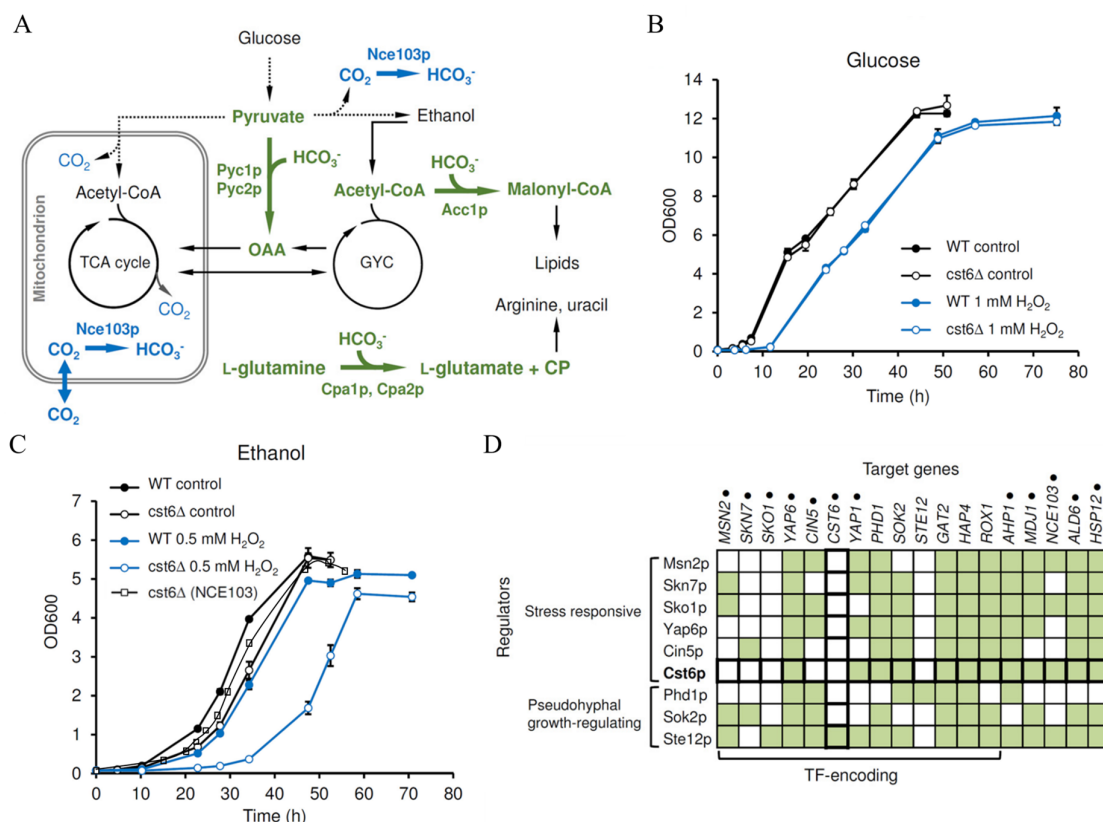 A
Glucose
Nce103p
CO2 HCO3-
Pyruvate
Ethanol
CO2
HCO3-
Pyc1p
Pyc2p
HCO3-
Acetyl-CoA
Acetyl-CoA
Malonyl-CoA
Acc1p
OAA
Mitochondrion
TCA cycle
GYC
Lipids
CO2
Arginine, uracil
Nce103p
CO2 HCO3-
HCO3-
L-glutamine
L-glutamate + CP
Cpa1p, Cpa2p
CO2
B
Glucose
14
12
10
8
6
4
2
0
OD600
WT control
cst6Δ control
WT 1 mM H2O2
cst6Δ 1 mM H2O2
0 10 20 30 40 50 60 70 80
Time (h)
C
Ethanol
WT control
cst6Δ control
WT 0.5 mM H2O2
cst6Δ 0.5 mM H2O2
cst6Δ (NCE103)
7
6
5
4
3
2
1
0
OD600
0 10 20 30 40 50 60 70 80
Time (h)
D
Target genes
MSN2•
SKN7•
SKO1•
YAP6•
CIN5•
CST6•
YAP1•
PHD1
SOK2
STE12
GAT2
HAP4
ROX1
AHP1•
MDJ1•
NCE103•
ALD6•
HSP12•
Regulators
Stress responsive
Msn2p
Skn7p
Sko1p
Yap6p
Cin5p
Cst6p
Pseudohyphal
growth-regulating
Phd1p
Sok2p
Ste12p
TF-encoding